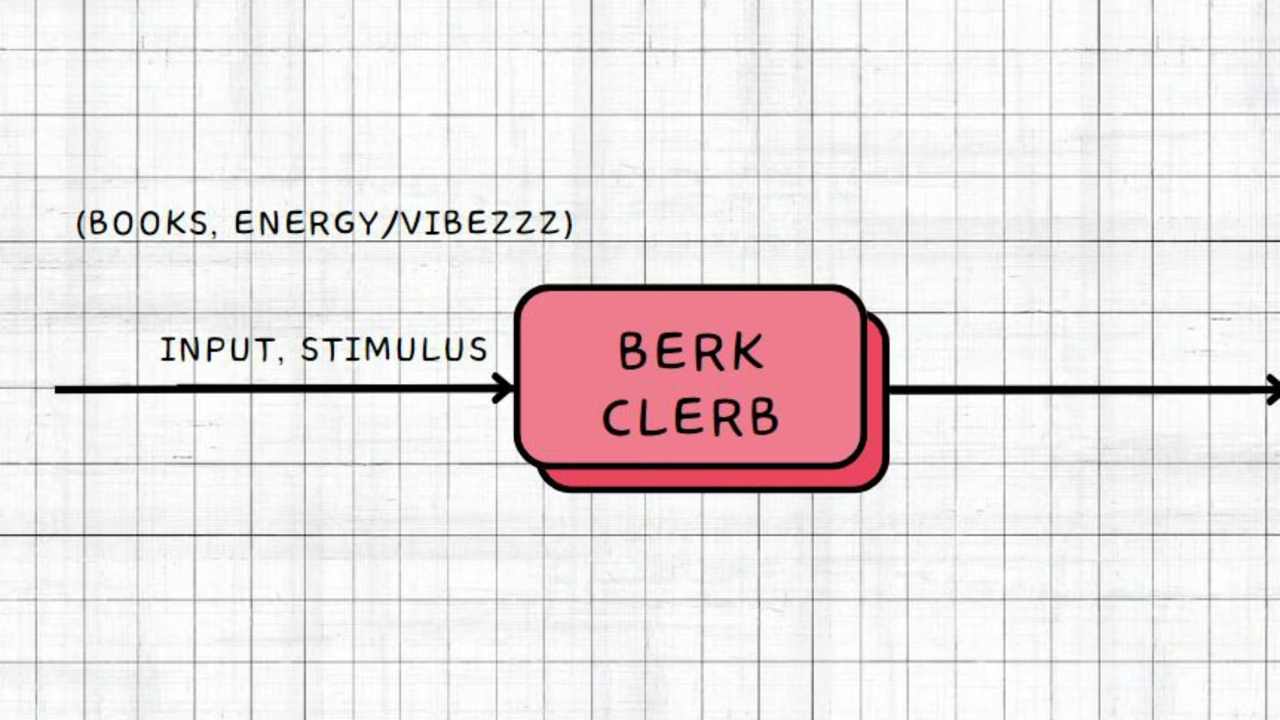 (BOOKS, ENERGY/VIBEZZZ)
INPUT, STIMULUS
BERK
CLERB